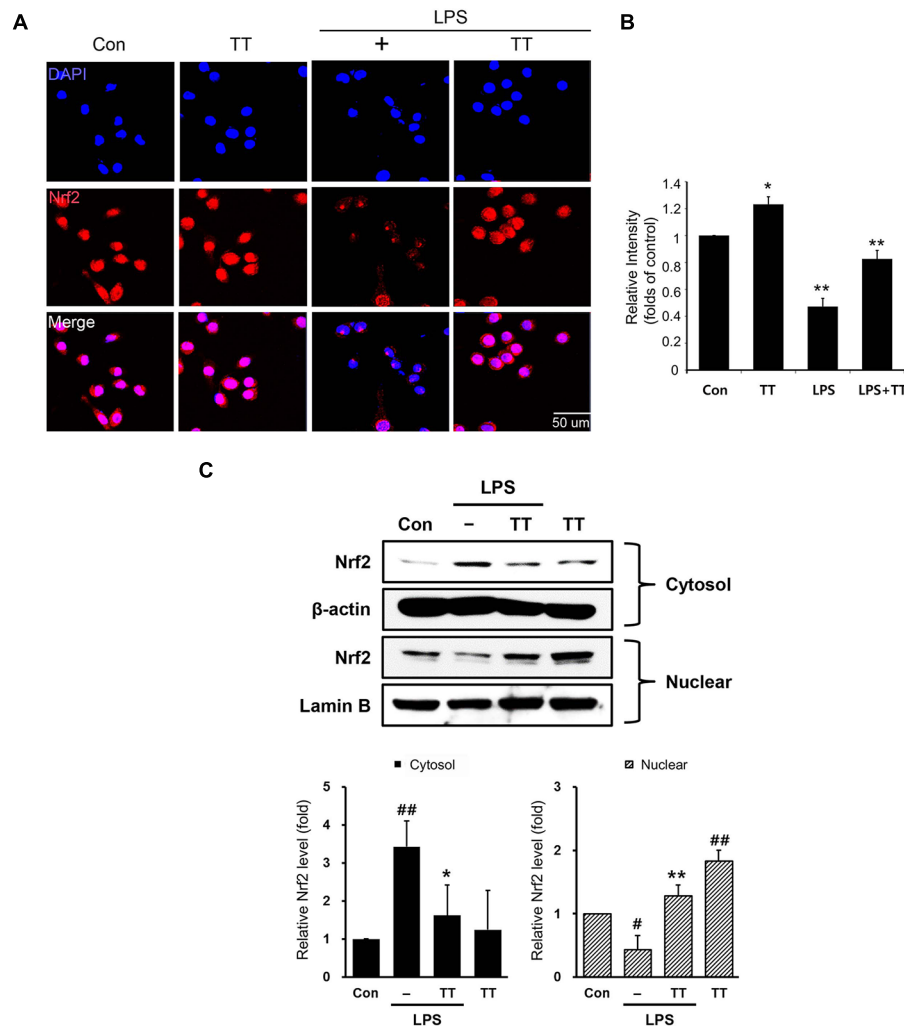 A
LPS
Con TT + TT
DAPI
Nrf2
Merge
50 um
B
Relative Intensity
(folds of control)
1.4
1.2
1
0.8
0.6
0.4
0.2
0
*
**
**
Con TT LPS LPS+TT
C
LPS
Con – TT TT
Nrf2
β-actin
Cytosol
Nrf2
Lamin B
Nuclear
Cytosol
Relative Nrf2 level (fold)
5
4
3
2
1
0
##
*
Con – TT TT
LPS
Nuclear
Relative Nrf2 level (fold)
3
2
1
0
#
**
##
Con – TT TT
LPS